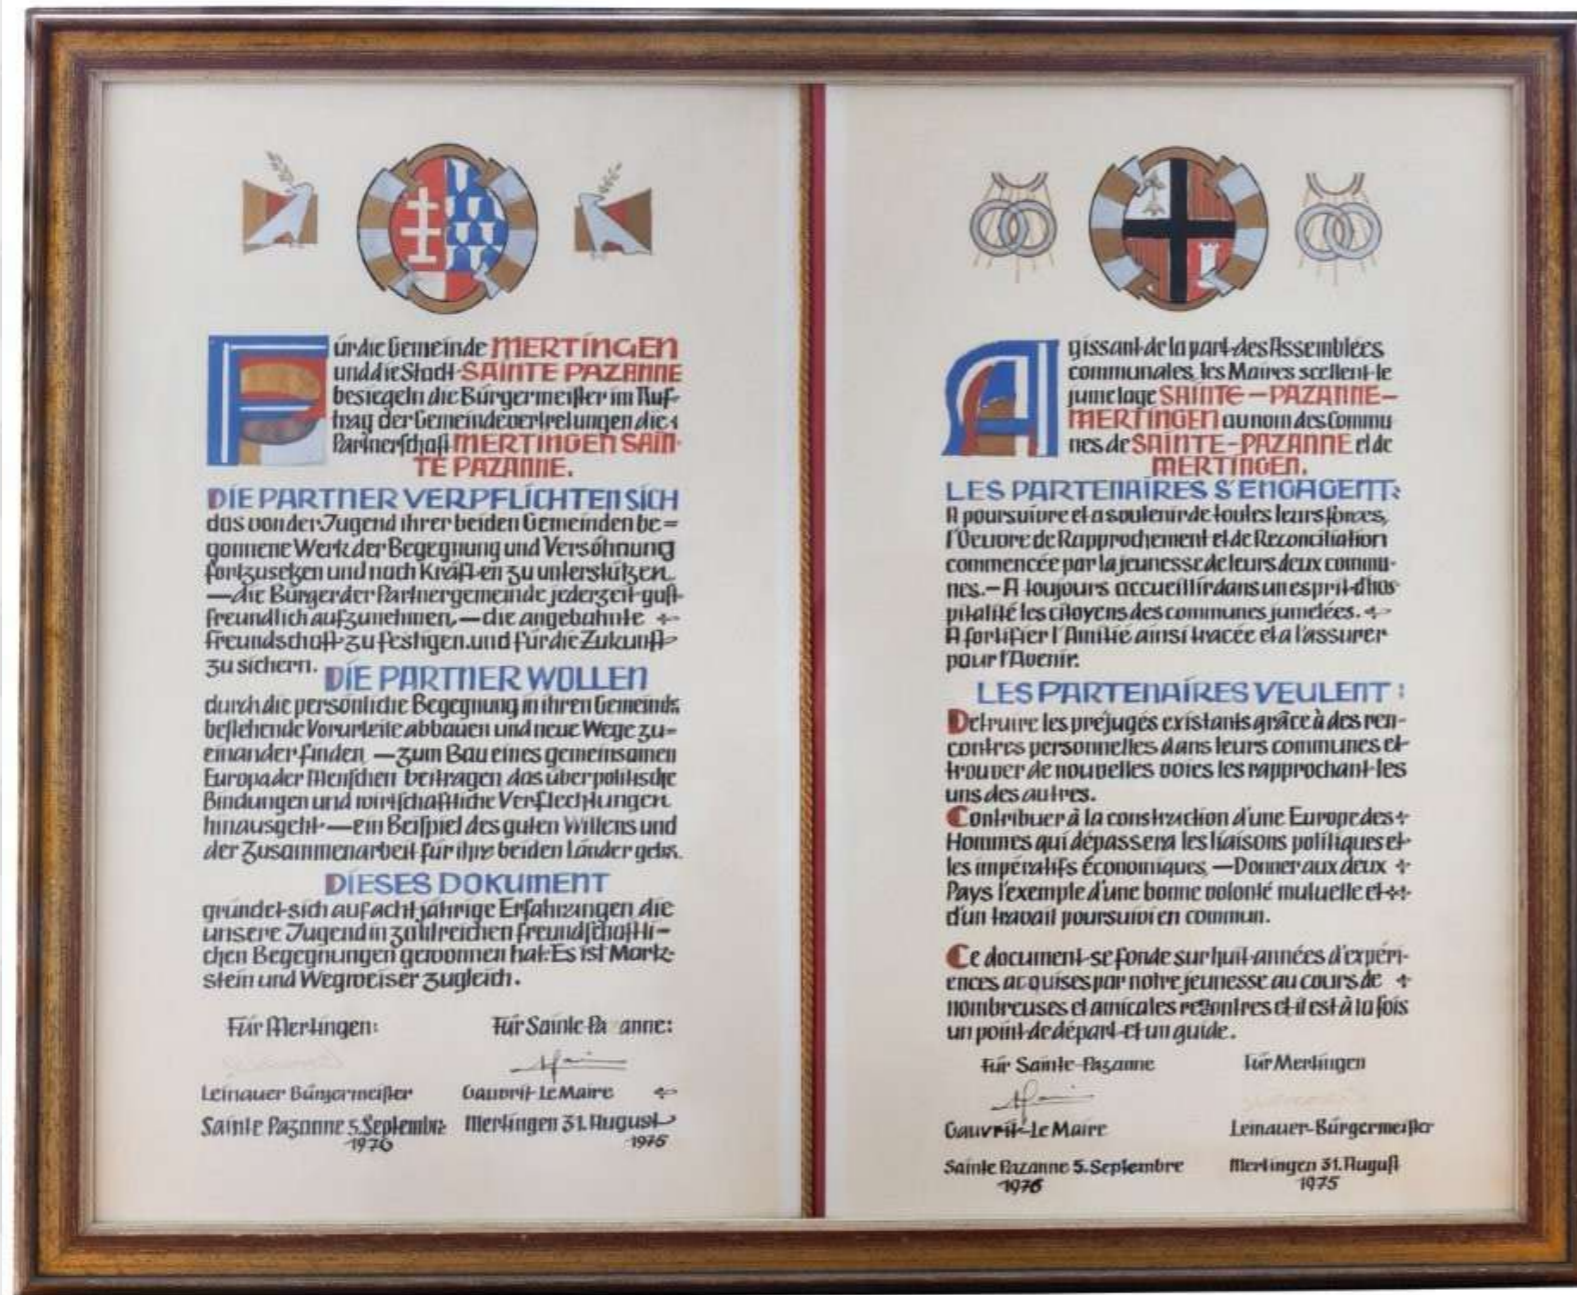 Für die Gemeinde MERTINGEN
und die Stadt SAINTE PAZANNE
besiegeln die Bürgermeister im Auf-
trag der Gemeindevertretungen die
Partnerschaft MERTINGEN SAIN-
TE PAZANNE.
DIE PARTNER VERPFLICHTEN SICH
das von der Jugend ihrer beiden Gemeinden be=
gonnene Werk der Begegnung und Versöhnung
fortzusetzen und nach Kräften zu unterstützen
— die Bürger der Partnergemeinde jederzeit gast-
freundlich aufzunehmen, — die angebahnte
Freundschaft zu festigen und für die Zukunft
zu sichern.
DIE PARTNER WOLLEN
durch die persönliche Begegnung in ihren Gemeinde
bestehende Vorurteile abbauen und neue Wege zu-
einander finden — zum Bau eines gemeinsamen
Europa der Menschen beitragen das über politische
Bindungen und wirtschaftliche Verflechtungen
hinausgeht — ein Beispiel des guten Willens und
der Zusammenarbeit für ihre beiden Länder geben.
DIESES DOKUMENT
gründet sich auf acht jährige Erfahrungen die
unsere Jugend in zahlreichen freundschaftli-
chen Begegnungen gewonnen hat. Es ist Mark-
stein und Wegweiser zugleich.
Für Mertingen: Für Sainte Pazanne:
Leinauer Bürgermeister Gauvrit-Le Maire
Sainte Pazanne 5. Septembre Mertingen 31. August
1976 1975
Agissant de la part des Assemblées
communales, les Maires scellent le
jumelage SAINTE-PAZANNE-
MERTINGEN au nom des Commu
nes de SAINTE-PAZANNE et de
MERTINGEN.
LES PARTENAIRES S'ENGAGENT:
A poursuivre et a soutenir de toutes leurs forces,
l'Oeuvre de Rapprochement et de Reconciliation
commencée par la jeunesse de leurs deux commu-
nes. — A toujours accueillir dans un esprit d'hos
pitalité les citoyens des communes jumelées.
A fortifier l'Amitié ainsi tracée et a l'assurer
pour l'Avenir.
LES PARTENAIRES VEULENT:
Detruire les préjugés existants grâce à des ren-
contres personnelles dans leurs communes et
trouver de nouvelles voies les rapprochant les
uns des autres.
Contribuer à la construction d'une Europe des
Hommes qui dépassera les liaisons politiques et
les impératifs économiques, — Donner aux deux
Pays l'exemple d'une bonne volonté mutuelle et
d'un travail poursuivi en commun.
Ce document se fonde sur huit années d'expéri-
ences acquises par notre jeunesse au cours de
nombreuses et amicales recontres et il est à la fois
un point de départ et un guide.
Für Sainte-Pazanne Für Mertingen
Gauvrit-Le Maire Leinauer-Bürgermeister
Sainte Pazanne 5. Septembre Mertingen 31. August
1976 1975